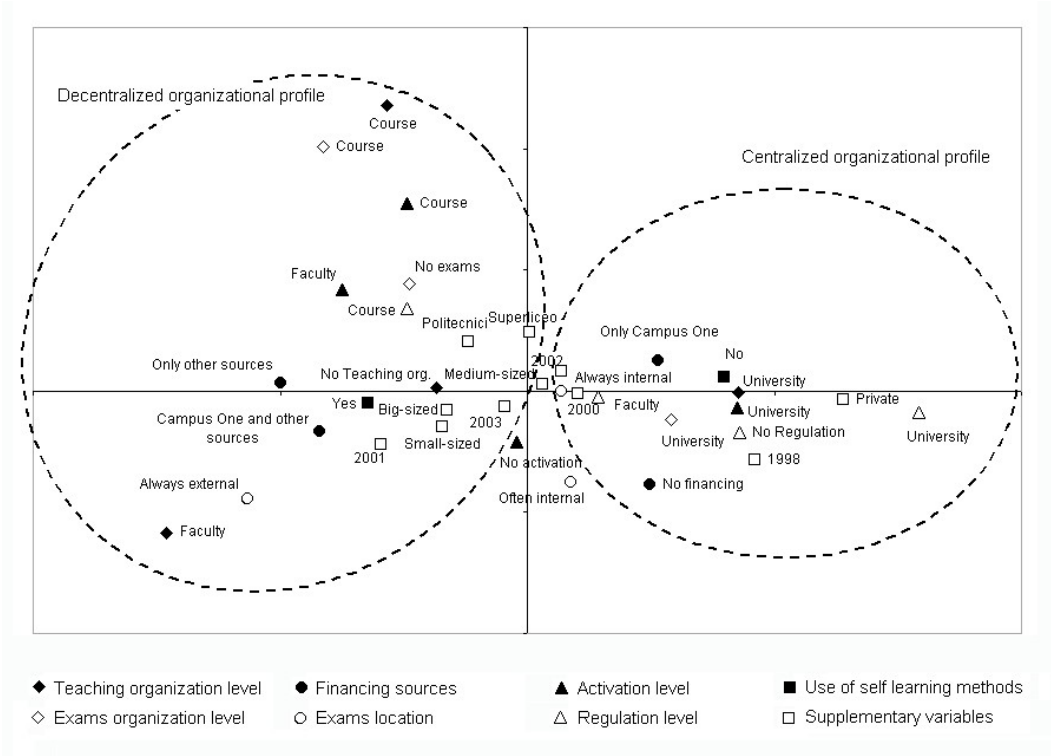 Decentralized organizational profile
Course
Course
Centralized organizational profile
Course
No exams
Faculty
Course
Politecnici
Superliceo
Only Campus One
2002
No
Only other sources
No Teaching org.
Medium-sized
Always internal
University
Yes
Big-sized
2003
2000
Faculty
University
Private
Campus One and other
sources
Small-sized
University
No Regulation
University
2001
No activation
1998
Always external
Often internal
No financing
Faculty
Teaching organization level
Financing sources
Activation level
Use of self learning methods
Exams organization level
Exams location
Regulation level
Supplementary variables